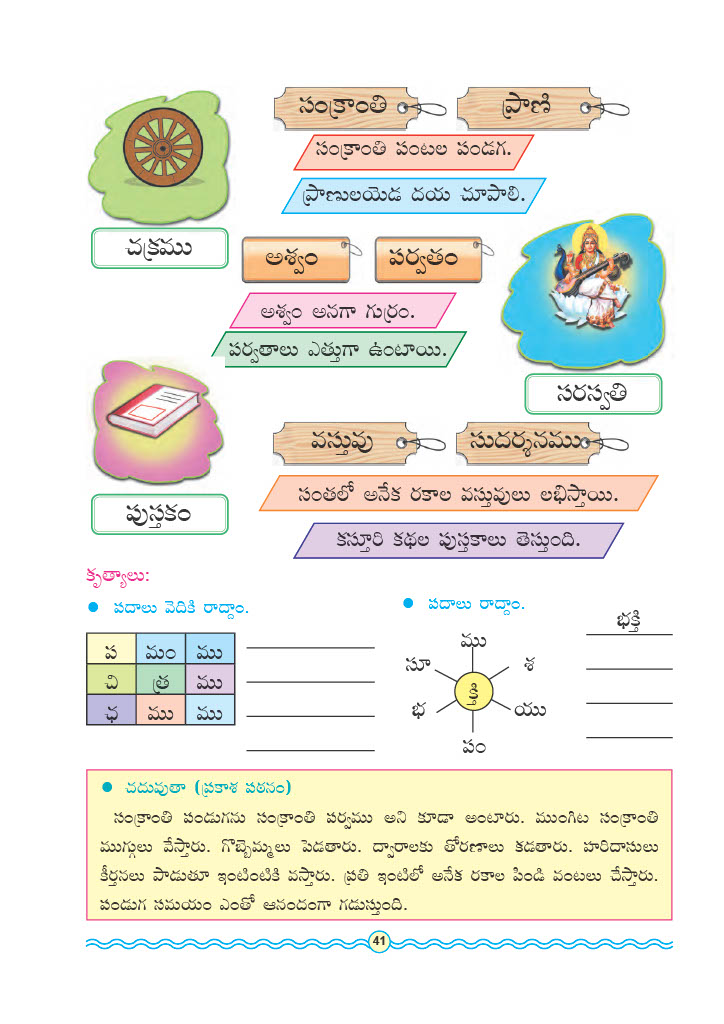 సంక్రాంతి
ప్రాణి
సంక్రాంతి పంటల పండగ.
ప్రాణులయెడ దయ చూపాలి.
చక్రము
అశ్వం
పర్వతం
అశ్వం అనగా గుర్రం.
పర్వతాలు ఎత్తుగా ఉంటాయి.
సరస్వతి
వస్తువు
సుదర్శనము
పుస్తకం
సంతలో అనేక రకాల వస్తువులు లభిస్తాయి.
కస్తూరి కథల పుస్తకాలు తెస్తుంది.
కృత్యాలు:
● పదాలు వెదికి రాద్దాం.
ప మం ము
చి త్ర ము
ఛ ము ము
● పదాలు రాద్దాం.
భక్తి
ము
సూ శ
క్తి
భ యు
పం
● చదువుతా (ప్రకాశ పఠనం)
సంక్రాంతి పండుగను సంక్రాంతి పర్వము అని కూడా అంటారు. ముంగిట సంక్రాంతి
ముగ్గులు వేస్తారు. గొబ్బెమ్మలు పెడతారు. ద్వారాలకు తోరణాలు కడతారు. హరిదాసులు
కీర్తనలు పాడుతూ ఇంటింటికి వస్తారు. ప్రతి ఇంటిలో అనేక రకాల పిండి వంటలు చేస్తారు.
పండుగ సమయం ఎంతో ఆనందంగా గడుస్తుంది.
41